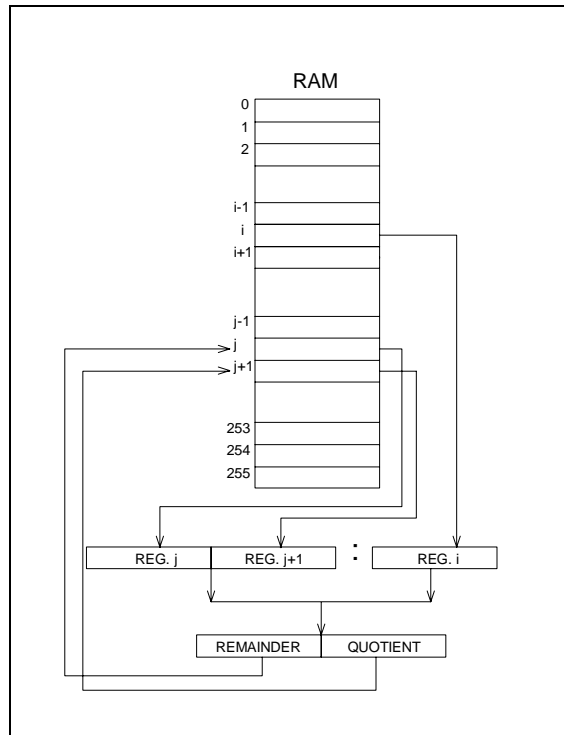 RAM
0
1
2
i-1
i
i+1
j-1
j
j+1
253
254
255
REG. j REG. j+1 : REG. i
REMAINDER QUOTIENT